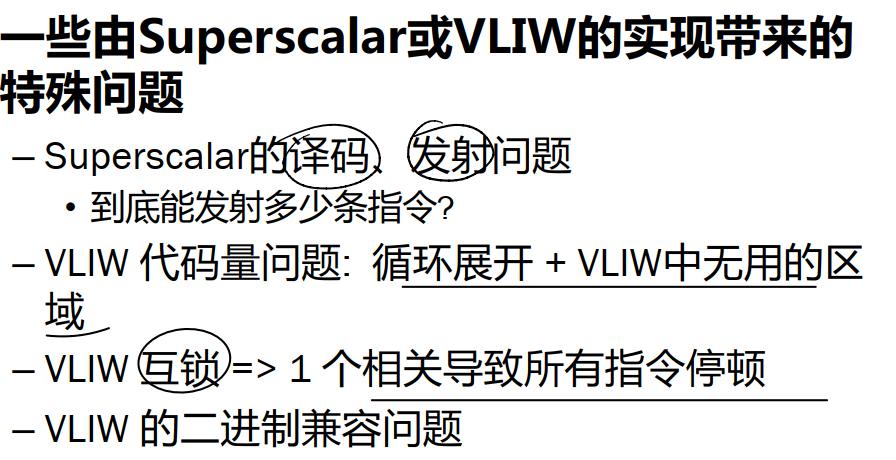 一些由Superscalar或VLIW的实现带来的
特殊问题
– Superscalar的译码、发射问题
• 到底能发射多少条指令?
– VLIW 代码量问题: 循环展开 + VLIW中无用的区
域
– VLIW 互锁 => 1 个相关导致所有指令停顿
– VLIW 的二进制兼容问题